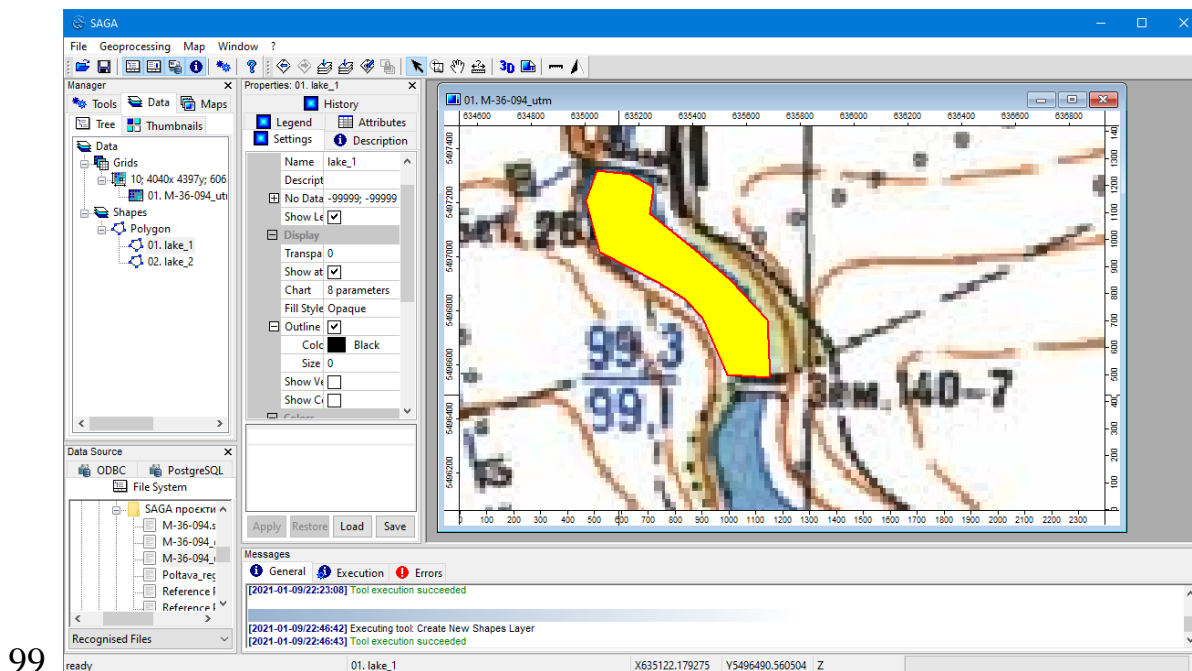 SAGA
File Geoprocessing Map Window ?
3D
Manager
Tools Data Maps
Tree Thumbnails
Data
Grids
10; 4040x 4397y; 606
01. M-36-094_uti
Shapes
Polygon
01. lake_1
02. lake_2
Data Source
ODBC PostgreSQL
File System
SAGA проєкти
M-36-094.s
M-36-094_
M-36-094_
Poltava_reg
Reference
Reference
Recognised Files
Properties: 01. lake_1
History
Legend Attributes
Settings Description
Name lake_1
Descript
No Data -99999; -99999
Show Le
Display
Transpa 0
Show at
Chart 8 parameters
Fill Style Opaque
Outline
Colc Black
Size 0
Show Ve
Show Ci
Colors
Apply Restore Load Save
01. M-36-094_utm
634600 634800 635000 635200 635400 635600 635800 636000 636200 636400 636600 636800
5497400
5497200
5497000
5496800
5496600
5496400
5496200
1300
1200
1100
1000
900
800
700
600
500
400
300
200
100
0 100 200 300 400 500 600 700 800 900 1000 1100 1200 1300 1400 1500 1600 1700 1800 1900 2000 2100 2200 2300
99,3
99,1
Зем. 140-7
Messages
General Execution Errors
[2021-01-09/22:23:08] Tool execution succeeded
[2021-01-09/22:46:42] Executing tool: Create New Shapes Layer
[2021-01-09/22:46:43] Tool execution succeeded
99
ready 01. lake_1 X635122.179275 Y5496490.560504 Z